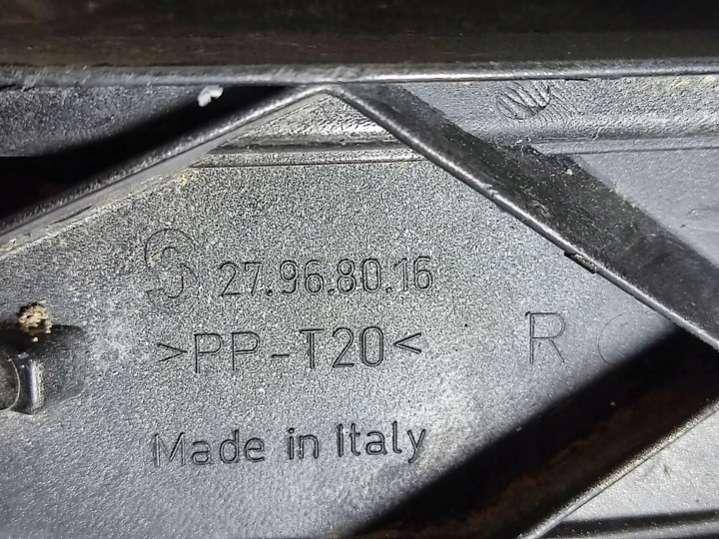 27.96.80.16
>PP-T20<
R
Made in Italy